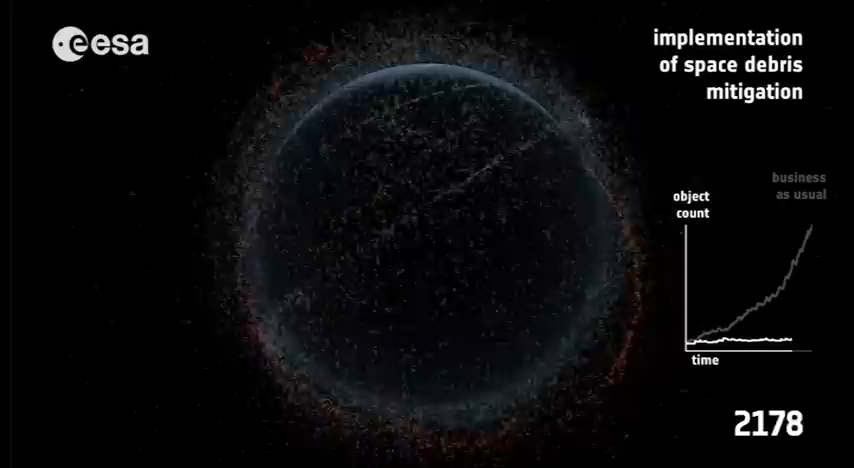 esa
implementation
of space debris
mitigation
business
as usual
object
count
time
2178